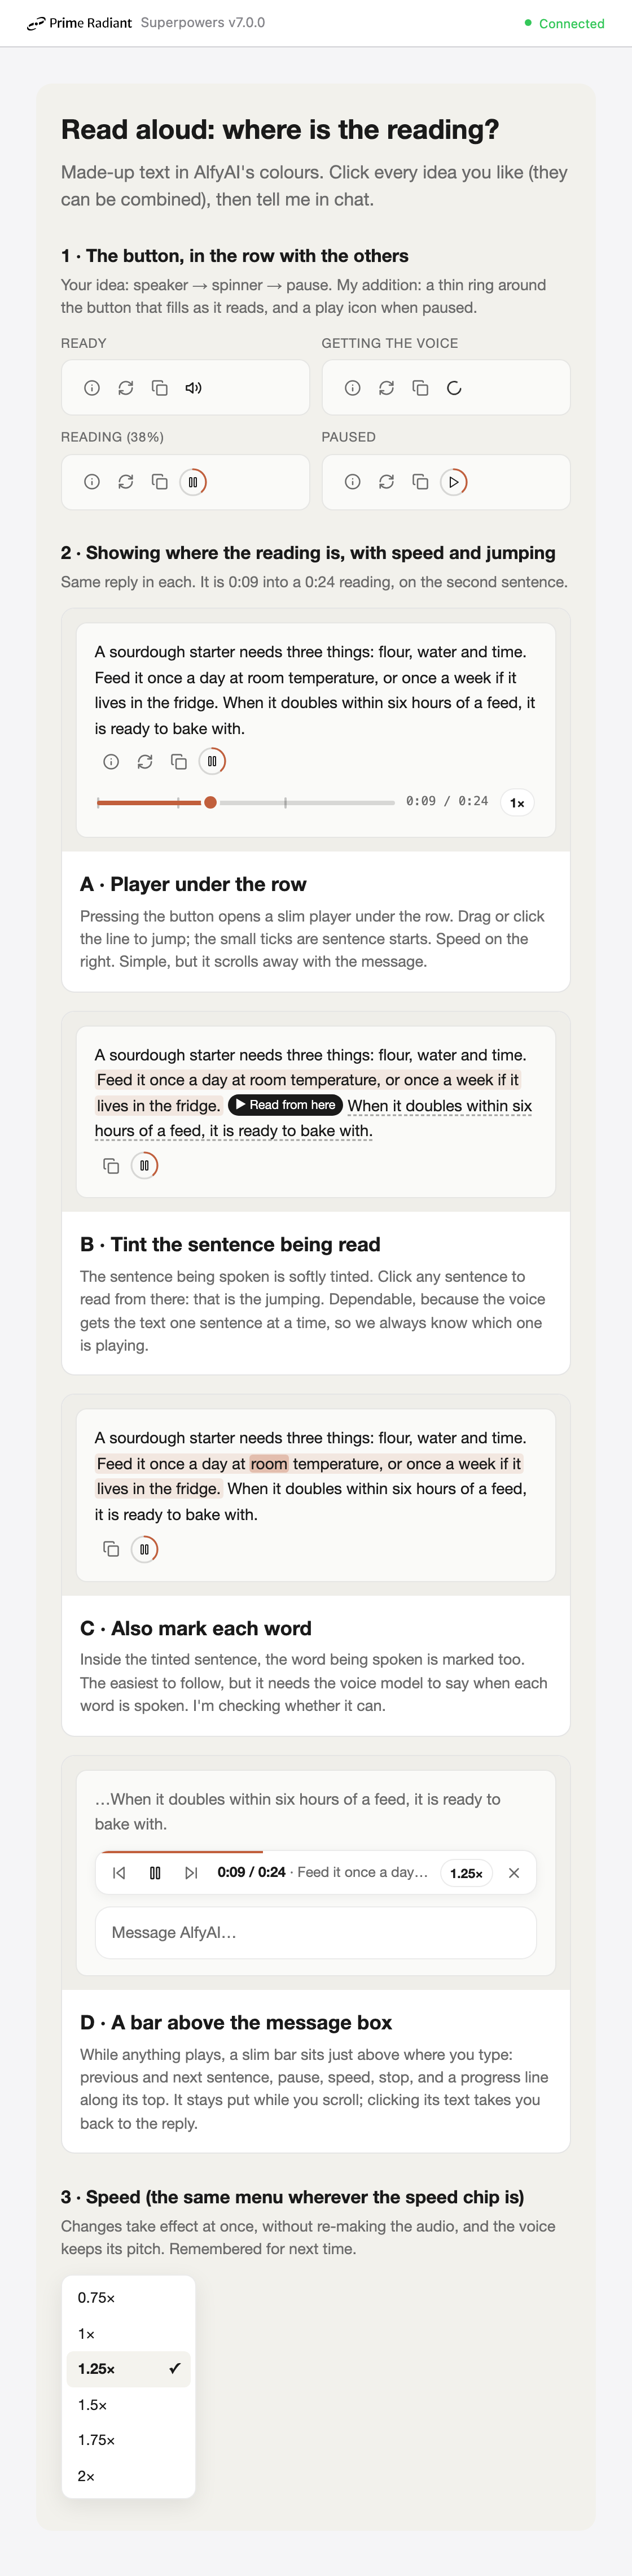 Prime Radiant Superpowers v7.0.0 Connected
Read aloud: where is the reading?
Made-up text in AlfyAI's colours. Click every idea you like (they
can be combined), then tell me in chat.
1 · The button, in the row with the others
Your idea: speaker → spinner → pause. My addition: a thin ring around
the button that fills as it reads, and a play icon when paused.
READY
GETTING THE VOICE
READING (38%)
PAUSED
2 · Showing where the reading is, with speed and jumping
Same reply in each. It is 0:09 into a 0:24 reading, on the second sentence.
A sourdough starter needs three things: flour, water and time.
Feed it once a day at room temperature, or once a week if it
lives in the fridge. When it doubles within six hours of a feed, it
is ready to bake with.
0:09 / 0:24 1×
A · Player under the row
Pressing the button opens a slim player under the row. Drag or click
the line to jump; the small ticks are sentence starts. Speed on the
right. Simple, but it scrolls away with the message.
A sourdough starter needs three things: flour, water and time.
Feed it once a day at room temperature, or once a week if it
lives in the fridge. ▶ Read from here When it doubles within six
hours of a feed, it is ready to bake with.
B · Tint the sentence being read
The sentence being spoken is softly tinted. Click any sentence to
read from there: that is the jumping. Dependable, because the voice
gets the text one sentence at a time, so we always know which one
is playing.
A sourdough starter needs three things: flour, water and time.
Feed it once a day at room temperature, or once a week if it
lives in the fridge. When it doubles within six hours of a feed,
it is ready to bake with.
C · Also mark each word
Inside the tinted sentence, the word being spoken is marked too.
The easiest to follow, but it needs the voice model to say when each
word is spoken. I'm checking whether it can.
…When it doubles within six hours of a feed, it is ready to
bake with.
0:09 / 0:24 · Feed it once a day… 1.25×
Message AlfyAI…
D · A bar above the message box
While anything plays, a slim bar sits just above where you type:
previous and next sentence, pause, speed, stop, and a progress line
along its top. It stays put while you scroll; clicking its text takes you
back to the reply.
3 · Speed (the same menu wherever the speed chip is)
Changes take effect at once, without re-making the audio, and the voice
keeps its pitch. Remembered for next time.
0.75×
1×
1.25× ✓
1.5×
1.75×
2×